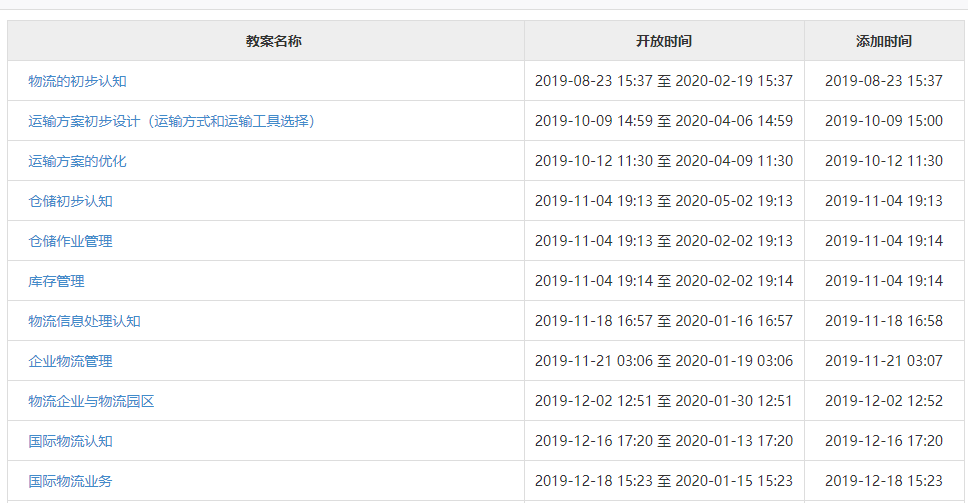 教案名称 开放时间 添加时间
物流的初步认知 2019-08-23 15:37 至 2020-02-19 15:37 2019-08-23 15:37
运输方案初步设计（运输方式和运输工具选择） 2019-10-09 14:59 至 2020-04-06 14:59 2019-10-09 15:00
运输方案的优化 2019-10-12 11:30 至 2020-04-09 11:30 2019-10-12 11:30
仓储初步认知 2019-11-04 19:13 至 2020-05-02 19:13 2019-11-04 19:13
仓储作业管理 2019-11-04 19:13 至 2020-02-02 19:13 2019-11-04 19:14
库存管理 2019-11-04 19:14 至 2020-02-02 19:14 2019-11-04 19:14
物流信息处理认知 2019-11-18 16:57 至 2020-01-16 16:57 2019-11-18 16:58
企业物流管理 2019-11-21 03:06 至 2020-01-19 03:06 2019-11-21 03:07
物流企业与物流园区 2019-12-02 12:51 至 2020-01-30 12:51 2019-12-02 12:52
国际物流认知 2019-12-16 17:20 至 2020-01-13 17:20 2019-12-16 17:20
国际物流业务 2019-12-18 15:23 至 2020-01-15 15:23 2019-12-18 15:23